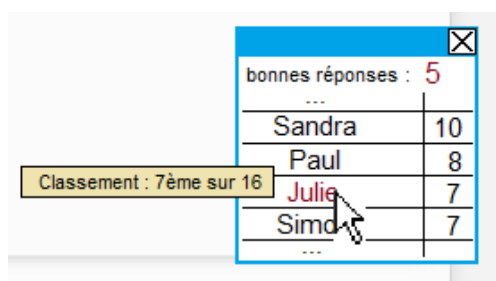 bonnes réponses : 5
...
Sandra 10
Paul 8
Classement : 7ème sur 16
Julie 7
Simo 7
...